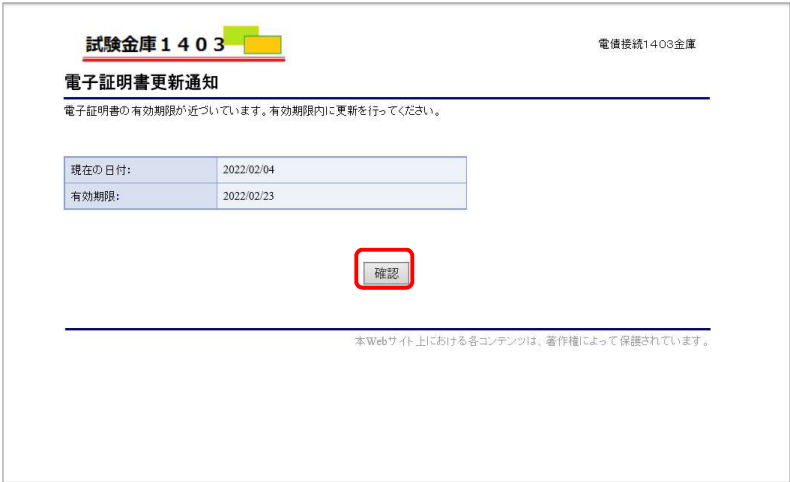 試験金庫1403
電債接続1403金庫
電子証明書更新通知
電子証明書の有効期限が近づいています。有効期限内に更新を行ってください。
現在の日付: 2022/02/04
有効期限: 2022/02/23
確認
本Webサイト上における各コンテンツは、著作権によって保護されています。